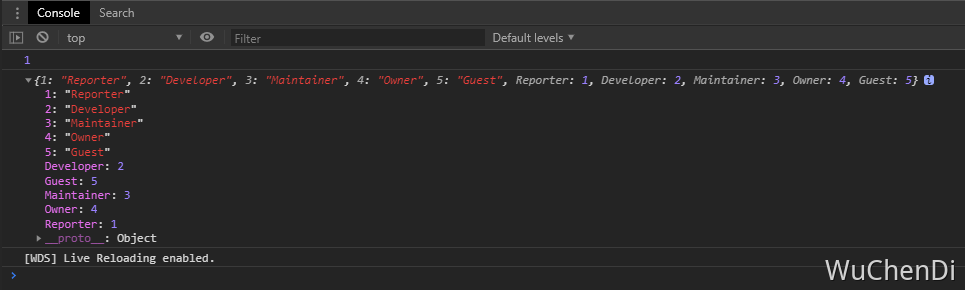 Console Search
top Filter Default levels
1
{1: "Reporter", 2: "Developer", 3: "Maintainer", 4: "Owner", 5: "Guest", Reporter: 1, Developer: 2, Maintainer: 3, Owner: 4, Guest: 5} i
1: "Reporter"
2: "Developer"
3: "Maintainer"
4: "Owner"
5: "Guest"
Developer: 2
Guest: 5
Maintainer: 3
Owner: 4
Reporter: 1
__proto__: Object
[WDS] Live Reloading enabled.
WuChenDi